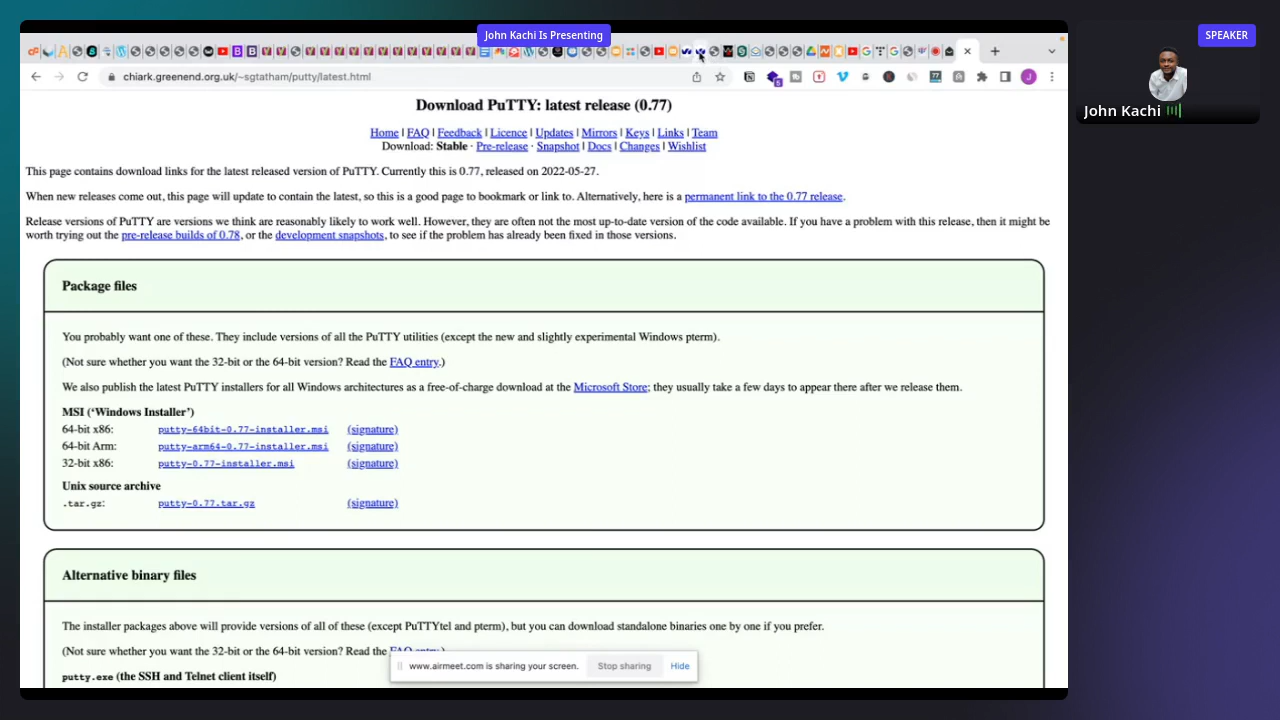 John Kachi Is Presenting
SPEAKER
chiark.greenend.org.uk/~sgtatham/putty/latest.html
J
John Kachi
Download PuTTY: latest release (0.77)
Home | FAQ | Feedback | Licence | Updates | Mirrors | Keys | Links | Team
Download: Stable · Pre-release · Snapshot | Docs | Changes | Wishlist
This page contains download links for the latest released version of PuTTY. Currently this is 0.77, released on 2022-05-27.
When new releases come out, this page will update to contain the latest, so this is a good page to bookmark or link to. Alternatively, here is a permanent link to the 0.77 release.
Release versions of PuTTY are versions we think are reasonably likely to work well. However, they are often not the most up-to-date version of the code available. If you have a problem with this release, then it might be
worth trying out the pre-release builds of 0.78, or the development snapshots, to see if the problem has already been fixed in those versions.
Package files
You probably want one of these. They include versions of all the PuTTY utilities (except the new and slightly experimental Windows pterm).
(Not sure whether you want the 32-bit or the 64-bit version? Read the FAQ entry.)
We also publish the latest PuTTY installers for all Windows architectures as a free-of-charge download at the Microsoft Store; they usually take a few days to appear there after we release them.
MSI (‘Windows Installer’)
64-bit x86: putty-64bit-0.77-installer.msi (signature)
64-bit Arm: putty-arm64-0.77-installer.msi (signature)
32-bit x86: putty-0.77-installer.msi (signature)
Unix source archive
.tar.gz: putty-0.77.tar.gz (signature)
Alternative binary files
The installer packages above will provide versions of all of these (except PuTTYtel and pterm), but you can download standalone binaries one by one if you prefer.
(Not sure whether you want the 32-bit or the 64-bit version? Read the FAQ entry.)
www.airmeet.com is sharing your screen. Stop sharing Hide
putty.exe (the SSH and Telnet client itself)